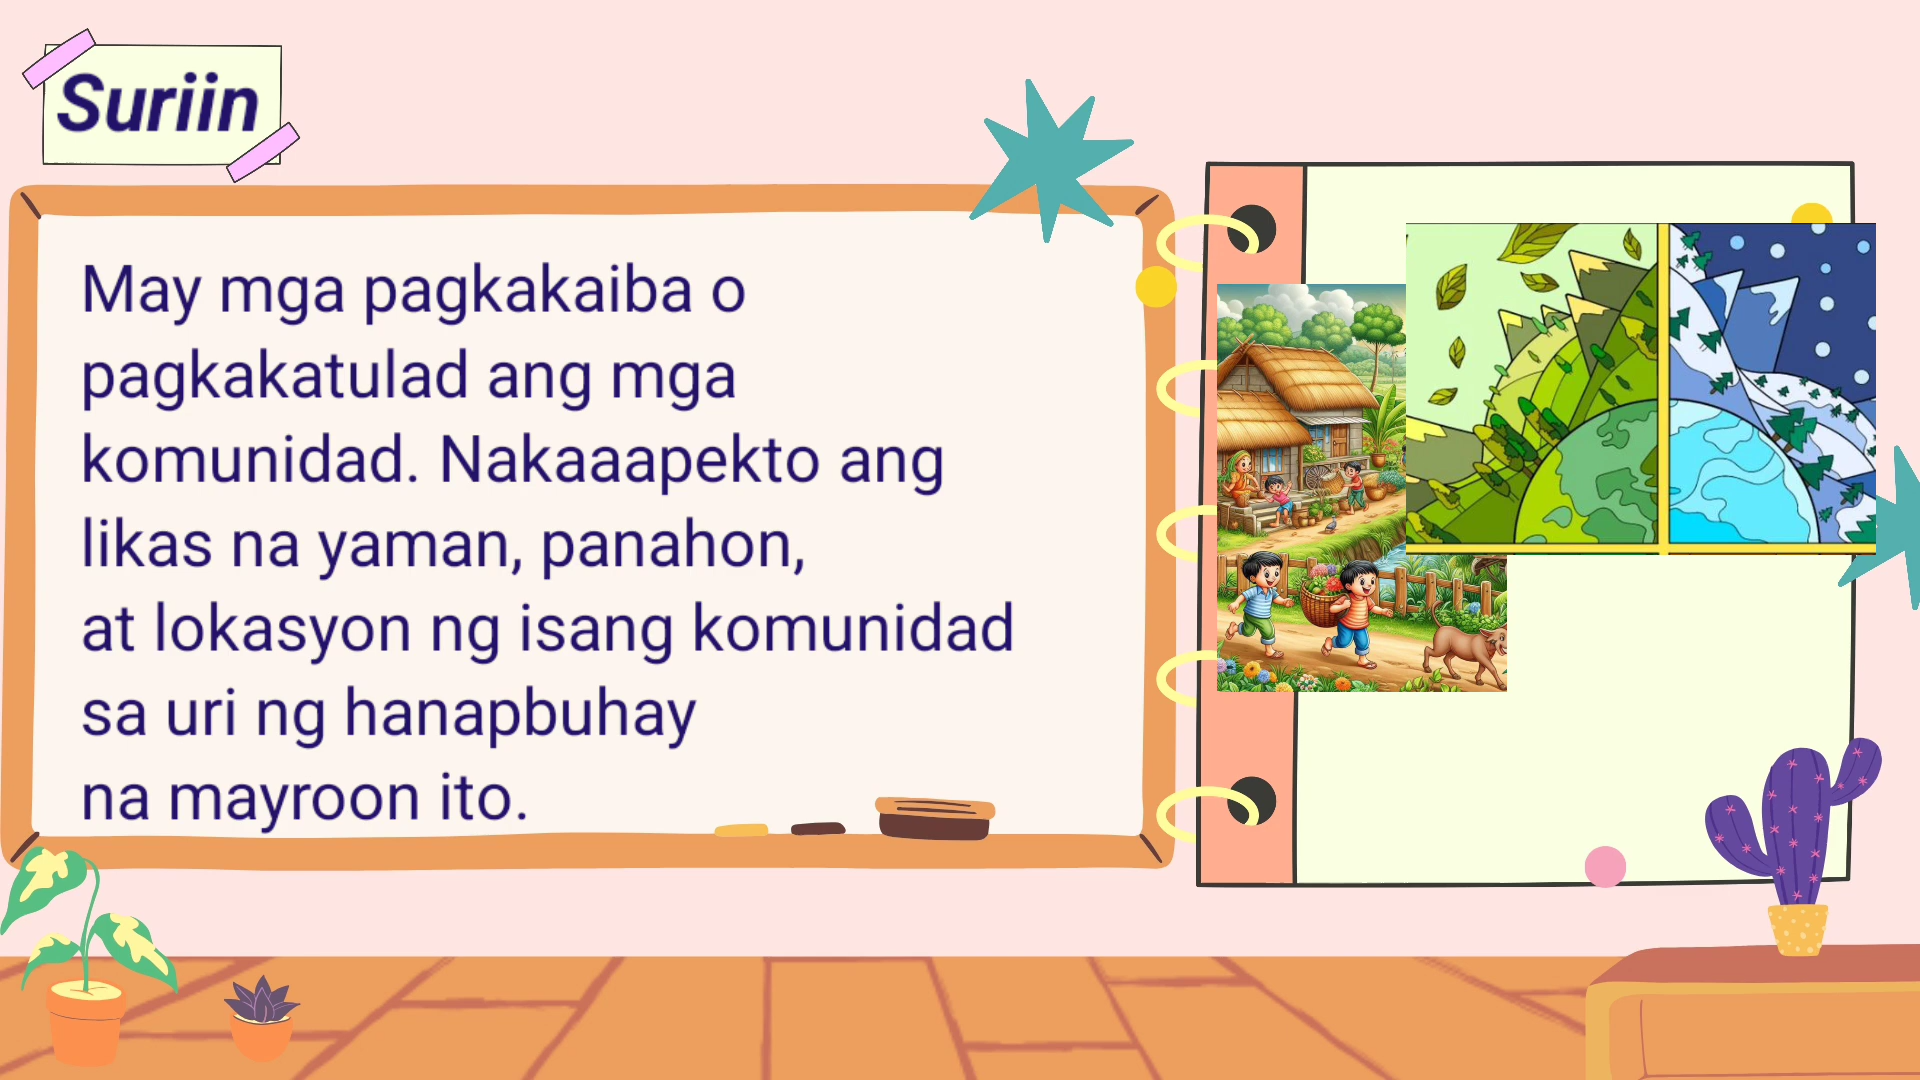 Suriin
May mga pagkakaiba o
pagkakatulad ang mga
komunidad. Nakaaapekto ang
likas na yaman, panahon,
at lokasyon ng isang komunidad
sa uri ng hanapbuhay
na mayroon ito.